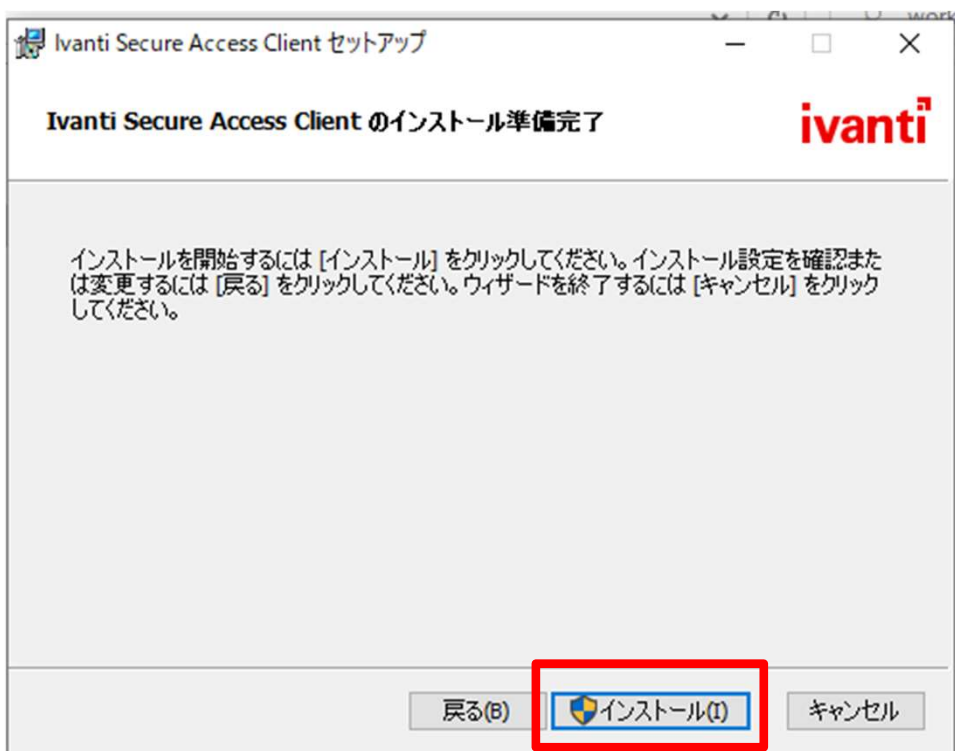 work
Ivanti Secure Access Client セットアップ
Ivanti Secure Access Client のインストール準備完了
ivanti
インストールを開始するには [インストール] をクリックしてください。インストール設定を確認また
は変更するには [戻る] をクリックしてください。ウィザードを終了するには [キャンセル] をクリック
してください。
戻る(B) インストール(I) キャンセル